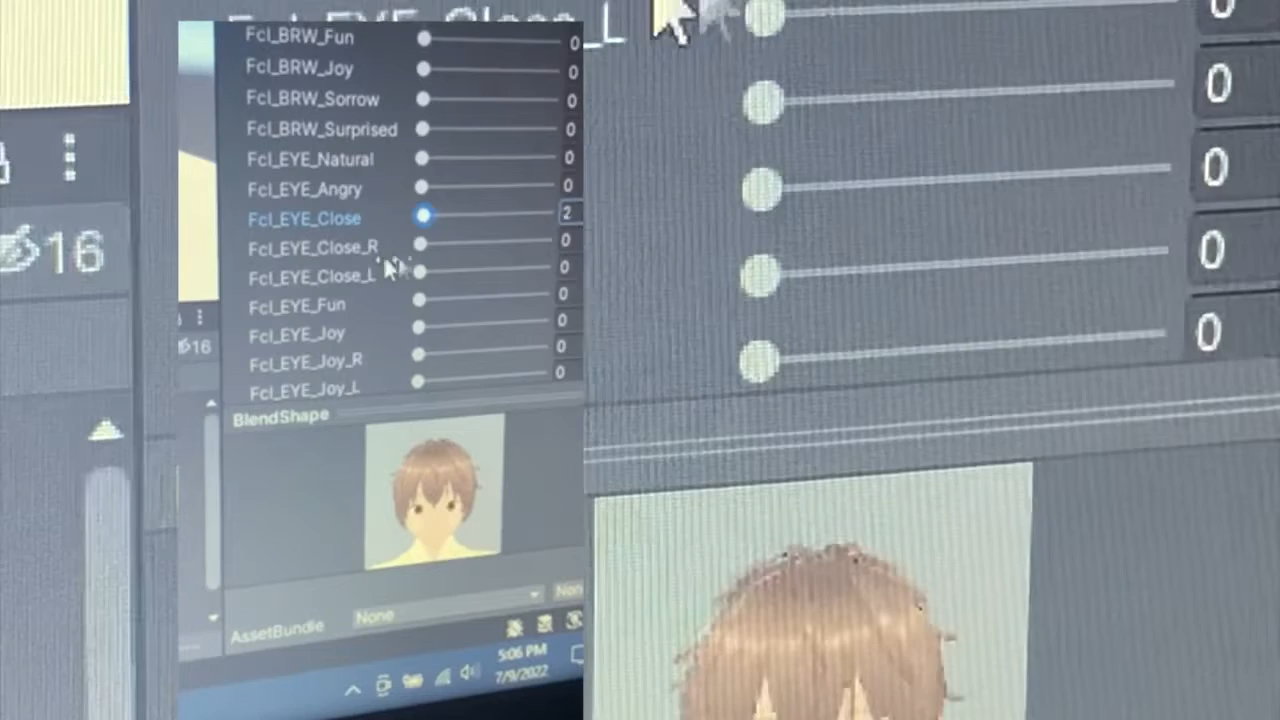 Fcl_EYE_Close_L
Fcl_BRW_Fun 0
Fcl_BRW_Joy 0
Fcl_BRW_Sorrow 0
Fcl_BRW_Surprised 0
Fcl_EYE_Natural 0
Fcl_EYE_Angry 0
Fcl_EYE_Close 2
Fcl_EYE_Close_R 0
Fcl_EYE_Close_L 0
Fcl_EYE_Fun 0
Fcl_EYE_Joy 0
Fcl_EYE_Joy_R 0
Fcl_EYE_Joy_L 0
16
BlendShape
AssetBundle None Non
5:06 PM
7/9/2022
16
0
0
0
0
0